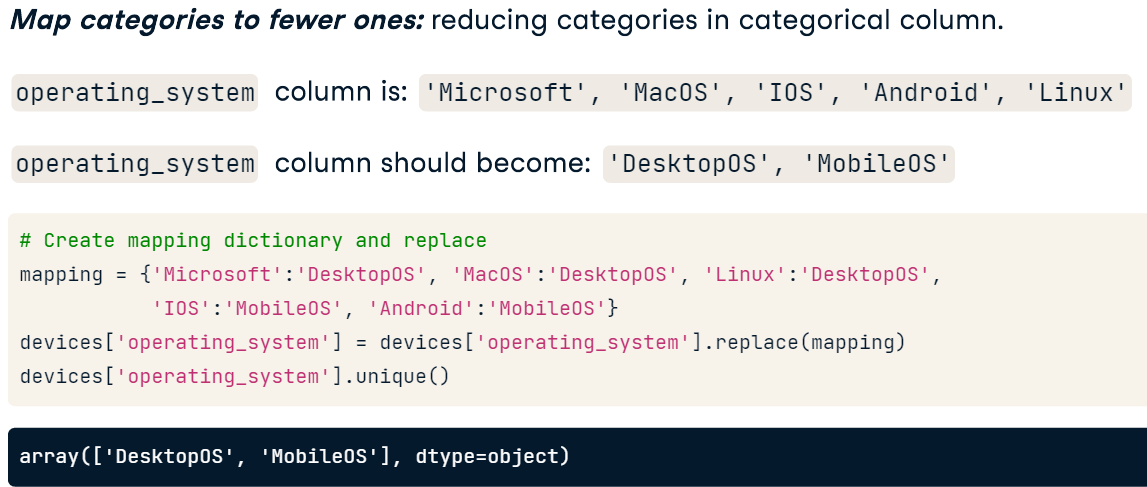 Map categories to fewer ones: reducing categories in categorical column.
operating_system column is: 'Microsoft', 'MacOS', 'IOS', 'Android', 'Linux'
operating_system column should become: 'DesktopOS', 'MobileOS'
# Create mapping dictionary and replace
mapping = {'Microsoft':'DesktopOS', 'MacOS':'DesktopOS', 'Linux':'DesktopOS',
'IOS':'MobileOS', 'Android':'MobileOS'}
devices['operating_system'] = devices['operating_system'].replace(mapping)
devices['operating_system'].unique()
array(['DesktopOS', 'MobileOS'], dtype=object)